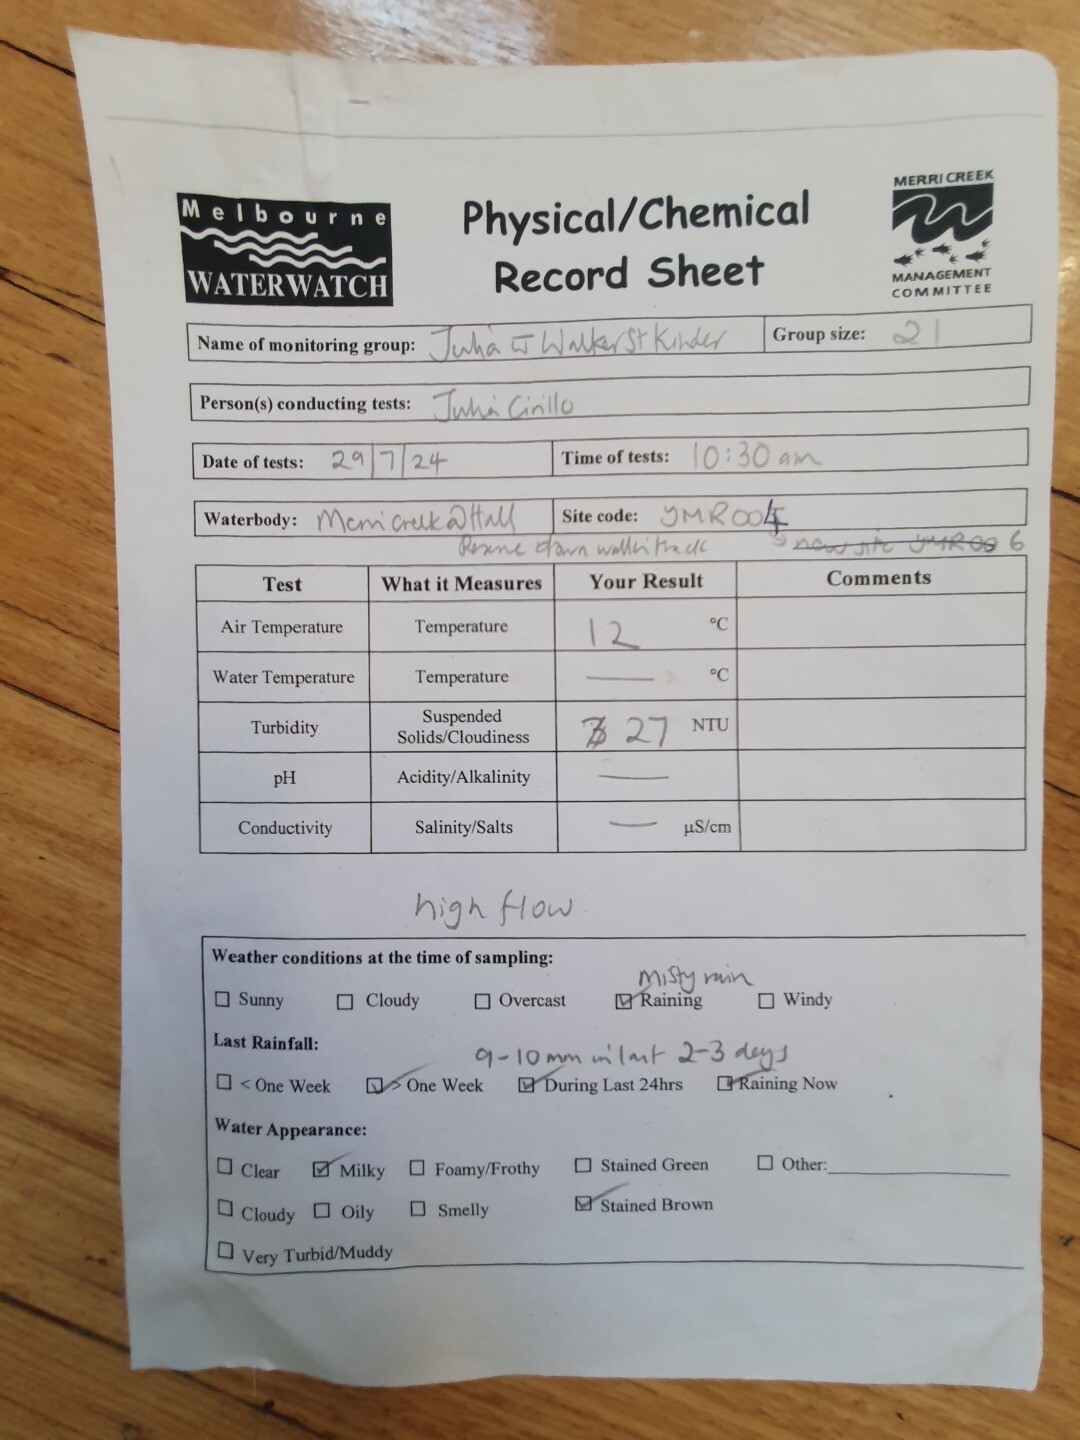 Melbourne
WATERWATCH
Physical/Chemical
Record Sheet
MERRI CREEK
MANAGEMENT
COMMITTEE
Name of monitoring group: Julia w Walker St Kinder Group size: 21
Person(s) conducting tests: Julia Cirillo
Date of tests: 29/7/24 Time of tests: 10:30 am
Waterbody: Merri Creek @ Hall Site code: YMR004
Reserve down walker track new site YMR006
Test What it Measures Your Result Comments
Air Temperature Temperature 12 °C
Water Temperature Temperature — °C
Turbidity Suspended Solids/Cloudiness 27 NTU
pH Acidity/Alkalinity —
Conductivity Salinity/Salts — µS/cm
high flow
Weather conditions at the time of sampling:
misty rain
☐ Sunny ☐ Cloudy ☐ Overcast ☑ Raining ☐ Windy
Last Rainfall:
9-10mm in last 2-3 days
☐ < One Week ☑ > One Week ☑ During Last 24hrs ☑ Raining Now
Water Appearance:
☐ Clear ☑ Milky ☐ Foamy/Frothy ☐ Stained Green ☐ Other:
☐ Cloudy ☐ Oily ☐ Smelly ☑ Stained Brown
☐ Very Turbid/Muddy